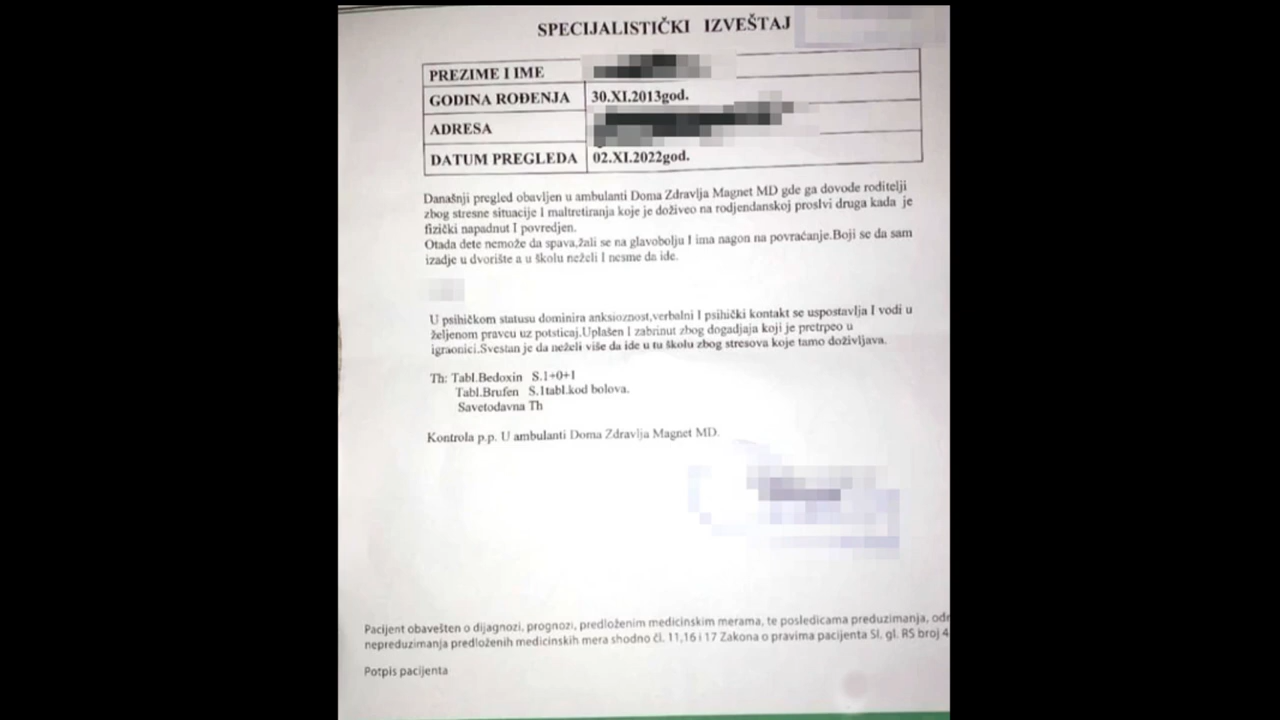 SPECIJALISTIČKI IZVEŠTAJ
PREZIME I IME
GODINA ROĐENJA 30.XI.2013god.
ADRESA
DATUM PREGLEDA 02.XI.2022god.
Današnji pregled obavljen u ambulanti Doma Zdravlja Magnet MD gde ga dovode roditelji
zbog stresne situacije I maltretiranja koje je doživeo na rodjendanskoj proslvi druga kada je
fizički napadnut I povredjen.
Otada dete nemože da spava,žali se na glavobolju I ima nagon na povraćanje.Boji se da sam
izadje u dvorište a u školu neželi I nesme da ide.
U psihičkom statusu dominira anksioznost,verbalni I psihički kontakt se uspostavlja I vodi u
željenom pravcu uz potsticaj.Uplašen I zabrinut zbog dogadjaja koji je pretrpeo u
igraonici.Svestan je da neželi više da ide u tu školu zbog stresova koje tamo doživljava.
Th: Tabl.Bedoxin S.1+0+1
Tabl.Brufen S.1tabl.kod bolova.
Savetodavna Th
Kontrola p.p. U ambulanti Doma Zdravlja Magnet MD.
Pacijent obavešten o dijagnozi, prognozi, predloženim medicinskim merama, te posledicama preduzimanja, od
nepreduzimanja predloženih medicinskih mera shodno čl. 11,16 i 17 Zakona o pravima pacijenta Sl. gl. RS broj 4
Potpis pacijenta